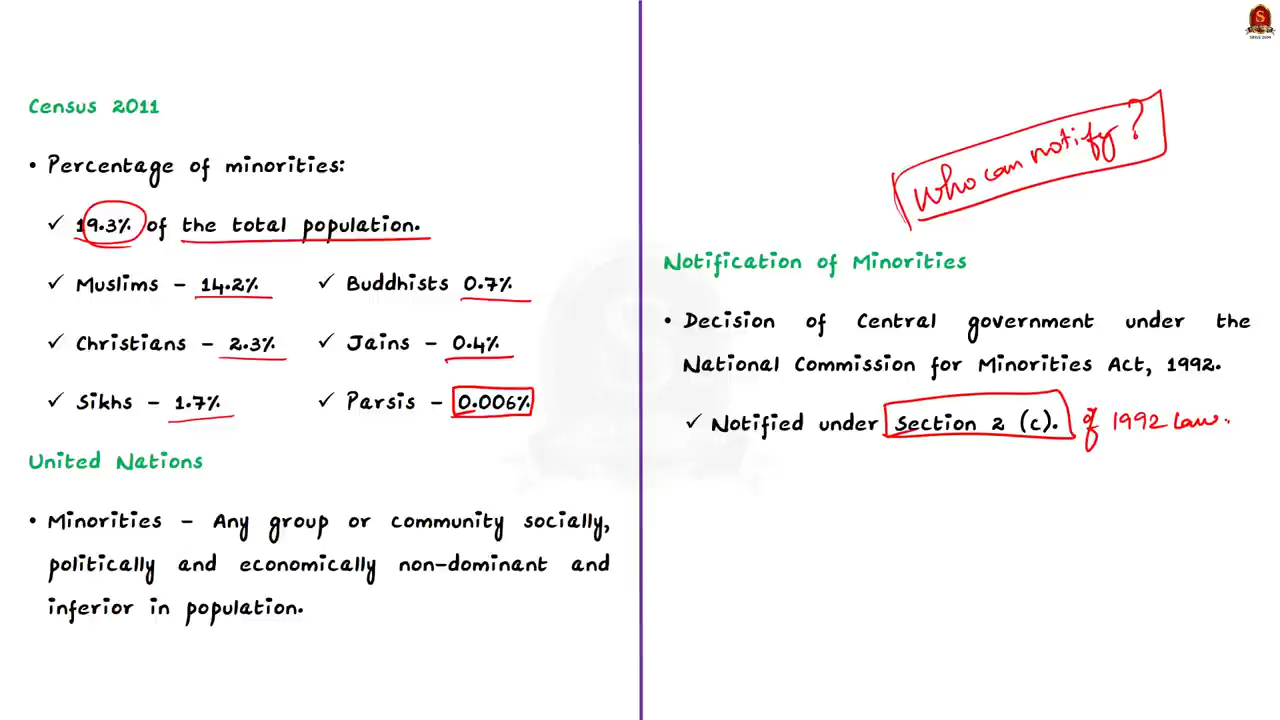 Census 2011
• Percentage of minorities:
✓ 19.3% of the total population.
✓ Muslims - 14.2%
✓ Buddhists 0.7%
✓ Christians - 2.3%
✓ Jains - 0.4%
✓ Sikhs - 1.7%
✓ Parsis - 0.006%
United Nations
• Minorities - Any group or community socially,
politically and economically non-dominant and
inferior in population.
Who can notify?
Notification of Minorities
• Decision of Central government under the
National Commission for Minorities Act, 1992.
✓ Notified under Section 2 (c). of 1992 Law.